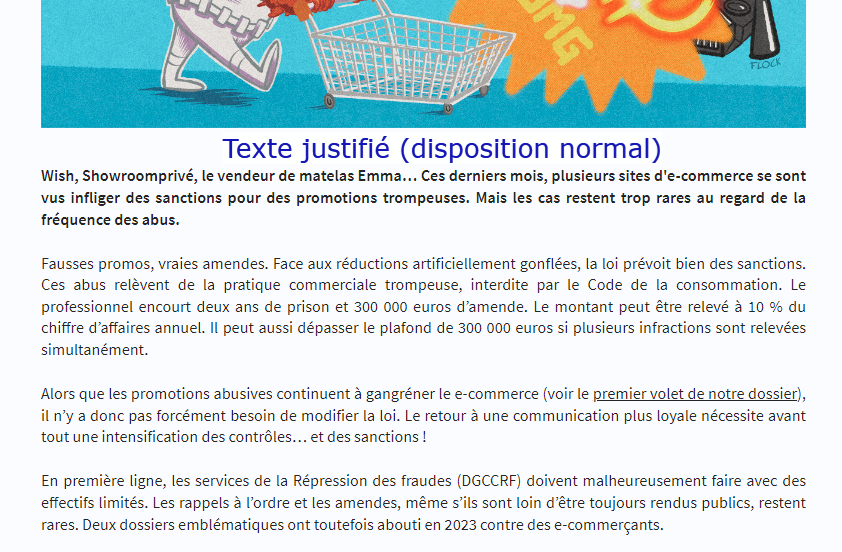 OMG
FLOCK
Texte justifié (disposition normal)
Wish, Showroomprivé, le vendeur de matelas Emma… Ces derniers mois, plusieurs sites d'e-commerce se sont
vus infliger des sanctions pour des promotions trompeuses. Mais les cas restent trop rares au regard de la
fréquence des abus.
Fausses promos, vraies amendes. Face aux réductions artificiellement gonflées, la loi prévoit bien des sanctions.
Ces abus relèvent de la pratique commerciale trompeuse, interdite par le Code de la consommation. Le
professionnel encourt deux ans de prison et 300 000 euros d’amende. Le montant peut être relevé à 10 % du
chiffre d’affaires annuel. Il peut aussi dépasser le plafond de 300 000 euros si plusieurs infractions sont relevées
simultanément.
Alors que les promotions abusives continuent à gangréner le e-commerce (voir le premier volet de notre dossier),
il n’y a donc pas forcément besoin de modifier la loi. Le retour à une communication plus loyale nécessite avant
tout une intensification des contrôles… et des sanctions !
En première ligne, les services de la Répression des fraudes (DGCCRF) doivent malheureusement faire avec des
effectifs limités. Les rappels à l’ordre et les amendes, même s’ils sont loin d’être toujours rendus publics, restent
rares. Deux dossiers emblématiques ont toutefois abouti en 2023 contre des e-commerçants.